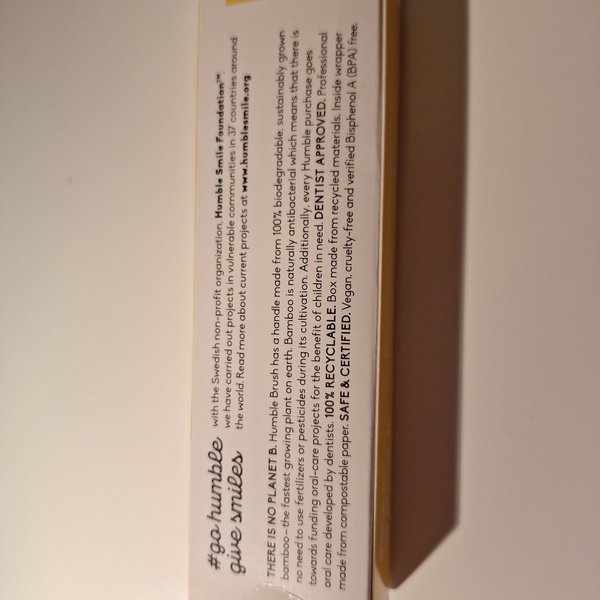 #go humble
give smiles
with the Swedish non-profit organization, Humble Smile Foundation™,
we have carried out projects in vulnerable communities in 37 countries around
the world. Read more about current projects at www.humblesmile.org
THERE IS NO PLANET B. Humble Brush has a handle made from 100% biodegradable, sustainably grown
bamboo – the fastest growing plant on earth. Bamboo is naturally antibacterial which means that there is
no need to use fertilizers or pesticides during its cultivation. Additionally, every Humble purchase goes
towards funding oral-care projects for the benefit of children in need. DENTIST APPROVED. Professional
oral care developed by dentists. 100% RECYCLABLE. Box made from recycled materials. Inside wrapper
made from compostable paper. SAFE & CERTIFIED. Vegan, cruelty-free and verified Bisphenol A (BPA) free.